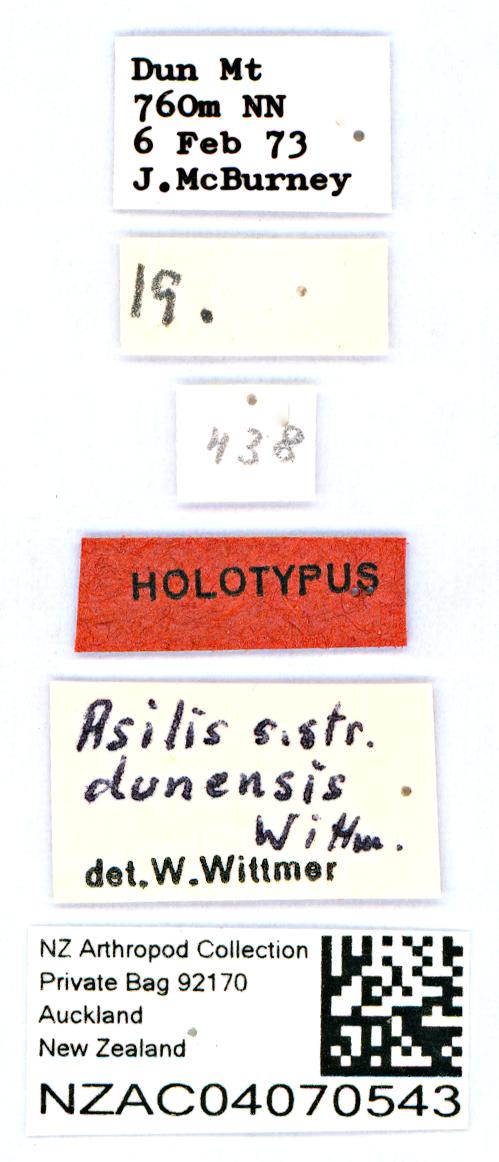 Dun Mt
760m NN
6 Feb 73
J.McBurney
19.
438
HOLOTYPUS
Asilis s.str.
dunensis
Wittm.
det.W.Wittmer
NZ Arthropod Collection
Private Bag 92170
Auckland
New Zealand
NZAC04070543